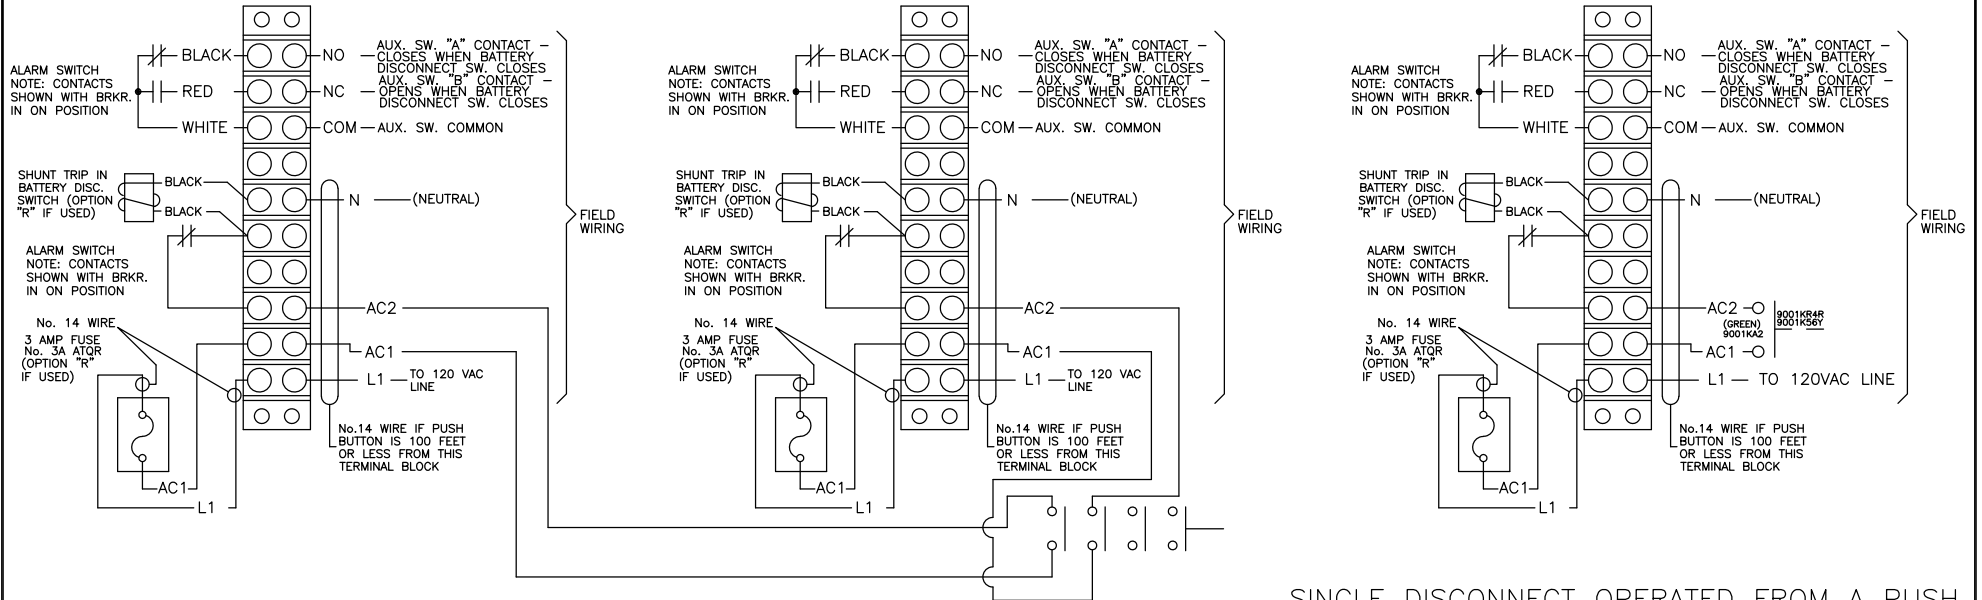 BLACK
NO
AUX. SW. "A" CONTACT –
CLOSES WHEN BATTERY
DISCONNECT SW. CLOSES
ALARM SWITCH
NOTE: CONTACTS
SHOWN WITH BRKR.
IN ON POSITION
RED
NC
AUX. SW. "B" CONTACT –
OPENS WHEN BATTERY
DISCONNECT SW. CLOSES
WHITE
COM
AUX. SW. COMMON
SHUNT TRIP IN
BATTERY DISC.
SWITCH (OPTION
"R" IF USED)
BLACK
BLACK
N
(NEUTRAL)
FIELD
WIRING
ALARM SWITCH
NOTE: CONTACTS
SHOWN WITH BRKR.
IN ON POSITION
AC2
No. 14 WIRE
3 AMP FUSE
No. 3A ATQR
(OPTION "R"
IF USED)
AC1
L1
TO 120 VAC
LINE
No.14 WIRE IF PUSH
BUTTON IS 100 FEET
OR LESS FROM THIS
TERMINAL BLOCK
AC1
L1
BLACK
NO
AUX. SW. "A" CONTACT –
CLOSES WHEN BATTERY
DISCONNECT SW. CLOSES
ALARM SWITCH
NOTE: CONTACTS
SHOWN WITH BRKR.
IN ON POSITION
RED
NC
AUX. SW. "B" CONTACT –
OPENS WHEN BATTERY
DISCONNECT SW. CLOSES
WHITE
COM
AUX. SW. COMMON
SHUNT TRIP IN
BATTERY DISC.
SWITCH (OPTION
"R" IF USED)
BLACK
BLACK
N
(NEUTRAL)
FIELD
WIRING
ALARM SWITCH
NOTE: CONTACTS
SHOWN WITH BRKR.
IN ON POSITION
AC2
No. 14 WIRE
3 AMP FUSE
No. 3A ATQR
(OPTION "R"
IF USED)
AC1
L1
TO 120 VAC
LINE
No.14 WIRE IF PUSH
BUTTON IS 100 FEET
OR LESS FROM THIS
TERMINAL BLOCK
AC1
L1
BLACK
NO
AUX. SW. "A" CONTACT –
CLOSES WHEN BATTERY
DISCONNECT SW. CLOSES
ALARM SWITCH
NOTE: CONTACTS
SHOWN WITH BRKR.
IN ON POSITION
RED
NC
AUX. SW. "B" CONTACT –
OPENS WHEN BATTERY
DISCONNECT SW. CLOSES
WHITE
COM
AUX. SW. COMMON
SHUNT TRIP IN
BATTERY DISC.
SWITCH (OPTION
"R" IF USED)
BLACK
BLACK
N
(NEUTRAL)
FIELD
WIRING
ALARM SWITCH
NOTE: CONTACTS
SHOWN WITH BRKR.
IN ON POSITION
AC2
9001KR4R
9001K56Y
(GREEN)
9001KA2
No. 14 WIRE
3 AMP FUSE
No. 3A ATQR
(OPTION "R"
IF USED)
AC1
L1
TO 120VAC LINE
No.14 WIRE IF PUSH
BUTTON IS 100 FEET
OR LESS FROM THIS
TERMINAL BLOCK
AC1
L1
SINGLE DISCONNECT OPERATED FROM A PUSH